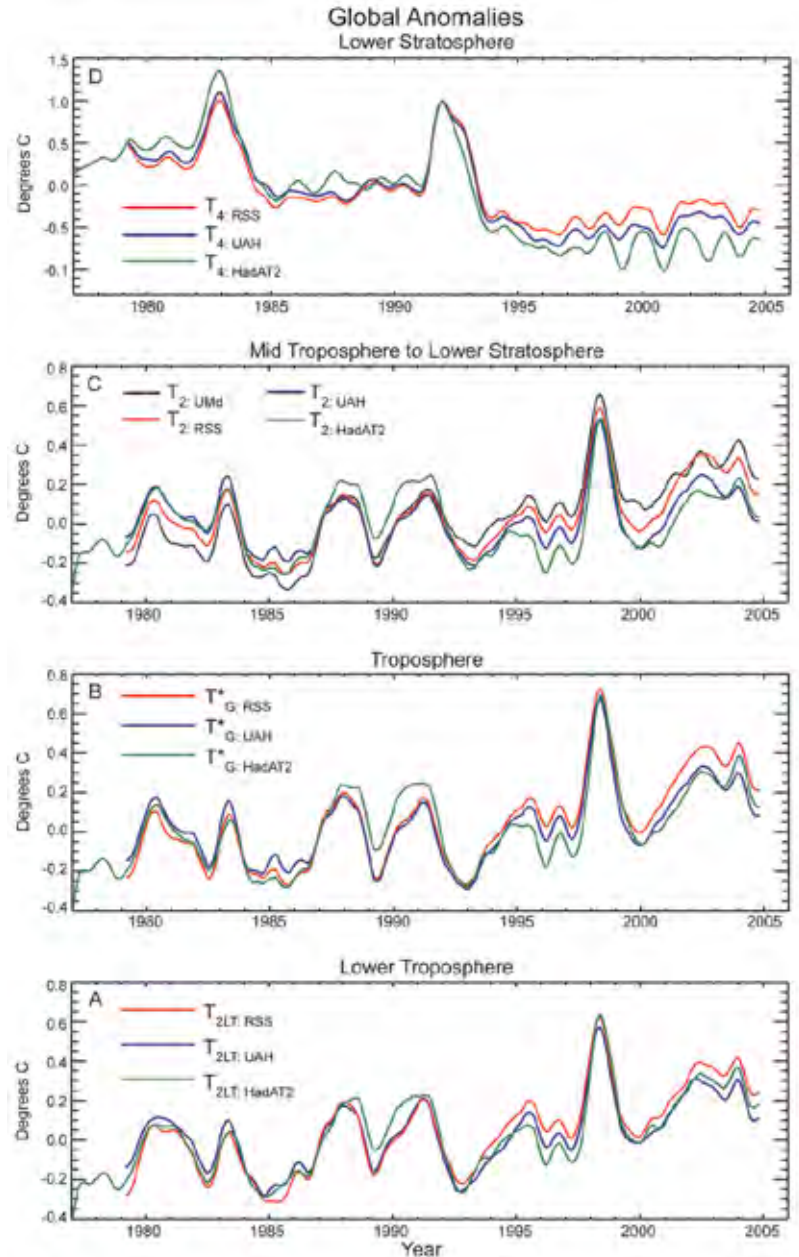 Global Anomalies
Lower Stratosphere
D
Degrees C
1.5
1.0
0.5
0.0
-0.5
-0.1
T4: RSS
T4: UAH
T4: HadAT2
1980 1985 1990 1995 2000 2005
Mid Troposphere to Lower Stratosphere
C
Degrees C
0.8
0.6
0.4
0.2
0.0
-0.2
-0.4
T2: UMd
T2: RSS
T2: UAH
T2: HadAT2
1980 1985 1990 1995 2000 2005
Troposphere
B
Degrees C
0.8
0.6
0.4
0.2
0.0
-0.2
-0.4
T*G: RSS
T*G: UAH
T*G: HadAT2
1980 1985 1990 1995 2000 2005
Lower Troposphere
A
Degrees C
0.8
0.6
0.4
0.2
0.0
-0.2
-0.4
T2LT: RSS
T2LT: UAH
T2LT: HadAT2
1980 1985 1990 1995 2000 2005
Year